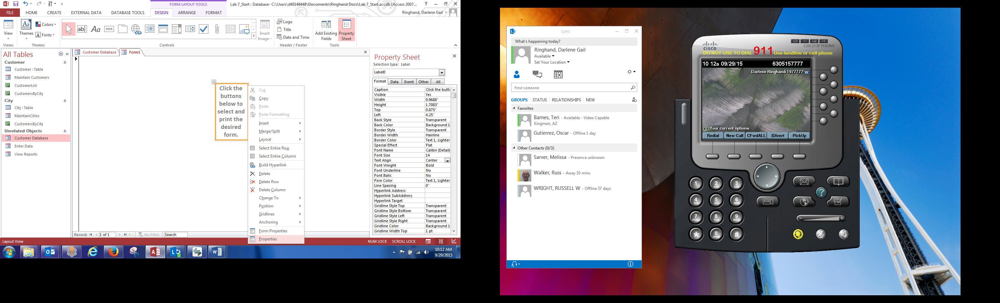 FORM LAYOUT TOOLS
Lab 7_Start : Database- C:\Users\d40148448\Documents\Ringhand Docs\Lab 7_Start.accdb (Access 2007...
FILE HOME CREATE EXTERNAL DATA DATABASE TOOLS DESIGN ARRANGE FORMAT
Ringhand, Darlene Gail
View
Views
Aa
Themes
Colors
A Fonts
Themes
ab|
Aa
xxxx
Insert
Image
Controls
Logo
Title
Date and Time
Header / Footer
Add Existing
Fields
Property
Sheet
Tools
All Tables
Customer
Customer : Table
Maintain Customers
CustomerList
CustomersByCity
City
City : Table
MaintainCities
CustomersByCity
Unrelated Objects
Customer Database
Enter Data
View Reports
Customer Database
Form1
Click the
buttons
below to
select and
print the
desired
form.
Cut
Copy
Paste
Paste Formatting
Insert
Merge/Split
Layout
Select Entire Row
Select Entire Column
Build Hyperlink
Delete
Delete Row
Delete Column
Change To
Position
Gridlines
Anchoring
Form Properties
Properties
Property Sheet
Selection type: Label
Label0
Format Data Event Other All
Caption Click the butto
Visible Yes
Width 0.9688"
Height 1.7083"
Top 0.875"
Left 4.25"
Back Style Transparent
Back Color Background 1
Border Style Transparent
Border Width Hairline
Border Color Text 1, Lighter
Special Effect Flat
Font Name Calibri (Detail)
Font Size 14
Text Align Center
Font Weight Bold
Font Underline No
Font Italic No
Fore Color Text 1, Lighter
Line Spacing 0"
Hyperlink Address
Hyperlink SubAddress
Hyperlink Target
Gridline Style Top Transparent
Gridline Style Bottom Transparent
Gridline Style Left Transparent
Gridline Style Right Transparent
Gridline Color Background 1
Gridline Width Top 1 pt
Record: 1 of 1 No Filter Search
Layout View
NUM LOCK SCROLL LOCK
10:12 AM
9/29/2015
Lync
What's happening today?
Ringhand, Darlene Gail
Available
Set Your Location
Find someone
GROUPS STATUS RELATIONSHIPS NEW
Favorites
Barnes, Teri - Available - Video Capable
Kingman, AZ
Gutierrez, Oscar - Offline 1 day
Other Contacts (0/3)
Sarver, Melissa - Presence unknown
Walker, Russ - Away 10 mins
WRIGHT, RUSSELL W - Offline 37 days
CISCO
CISCO IP PHONE
DO NOT USE TO DIAL 911 Use landline or cell phone
10 12a 09/29/15 6305157777
Darlene Ringhand-1977777
Your current options
Redial New Call CFwdALL iDivert PickUp
1 2 ABC 3 DEF
4 GHI 5 JKL 6 MNO
7 PQRS 8 TUV 9 WXYZ
* 0 OPER #